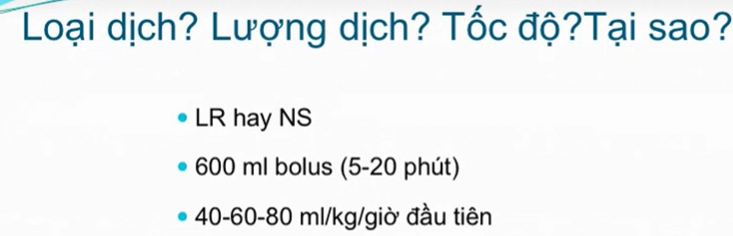 Loại dịch? Lượng dịch? Tốc độ?Tại sao?
• LR hay NS
• 600 ml bolus (5-20 phút)
• 40-60-80 ml/kg/giờ đầu tiên